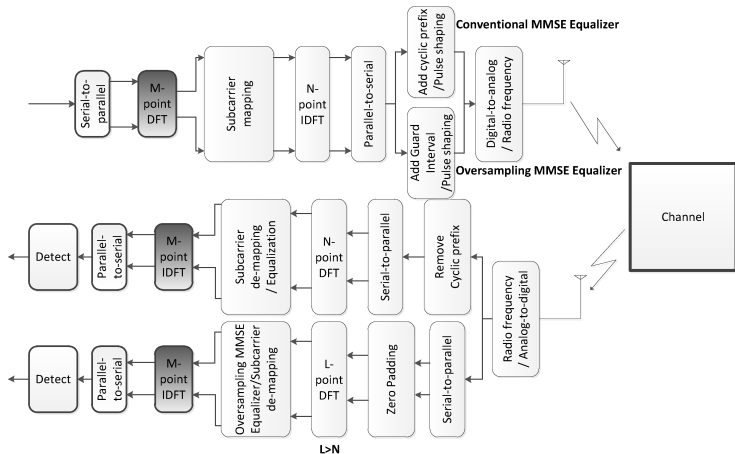 Conventional MMSE Equalizer
Serial-to-
parallel
M-
point
DFT
Subcarrier
mapping
N-
point
IDFT
Parallel-to-serial
Add cyclic prefix
/Pulse shaping
Add Guard
Interval
/Pulse shaping
Digital-to-analog
/ Radio frequency
Oversampling MMSE Equalizer
Channel
Detect
Parallel-
to-serial
M-
point
IDFT
Subcarrier
de-mapping
/ Equalization
N-
point
DFT
Serial-to-parallel
Remove
Cyclic prefix
Radio frequency
/ Analog-to-digital
Detect
Parallel-
to-serial
M-
point
IDFT
Oversampling MMSE
Equalizer/Subcarrier
de-mapping
L-
point
DFT
Zero Padding
Serial-to-parallel
L>N